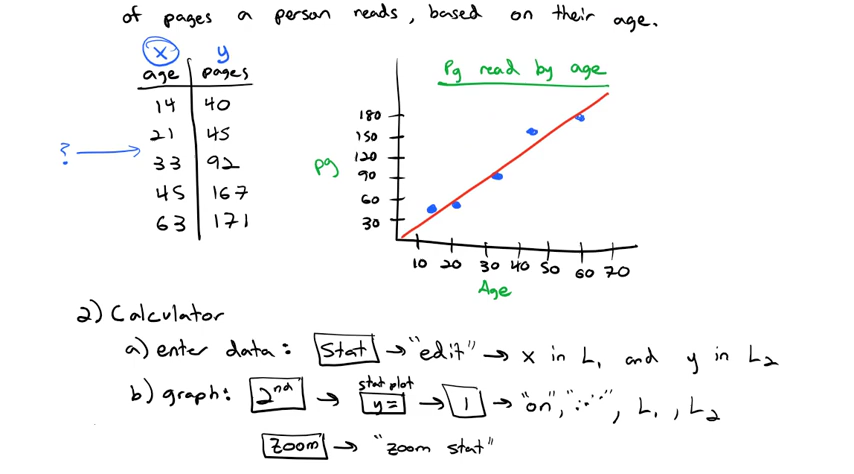 of pages a person reads, based on their age.
x y
age pages
14 40
21 45
?
33 92
45 167
63 171
Pg read by age
180
150
120
90
60
30
pg
10 20 30 40 50 60 70
Age
2) Calculator
a) enter data: Stat → "edit" → x in L₁ and y in L₂
stat plot
b) graph: 2nd → y= → 1 → "on", "⋰", L₁, L₂
Zoom → "zoom stat"